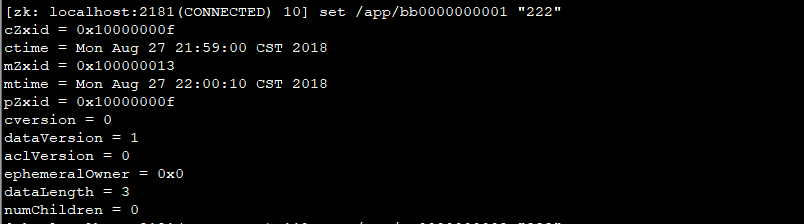 [zk: localhost:2181(CONNECTED) 10] set /app/bb0000000001 "222"
cZxid = 0x10000000f
ctime = Mon Aug 27 21:59:00 CST 2018
mZxid = 0x100000013
mtime = Mon Aug 27 22:00:10 CST 2018
pZxid = 0x10000000f
cversion = 0
dataVersion = 1
aclVersion = 0
ephemeralOwner = 0x0
dataLength = 3
numChildren = 0